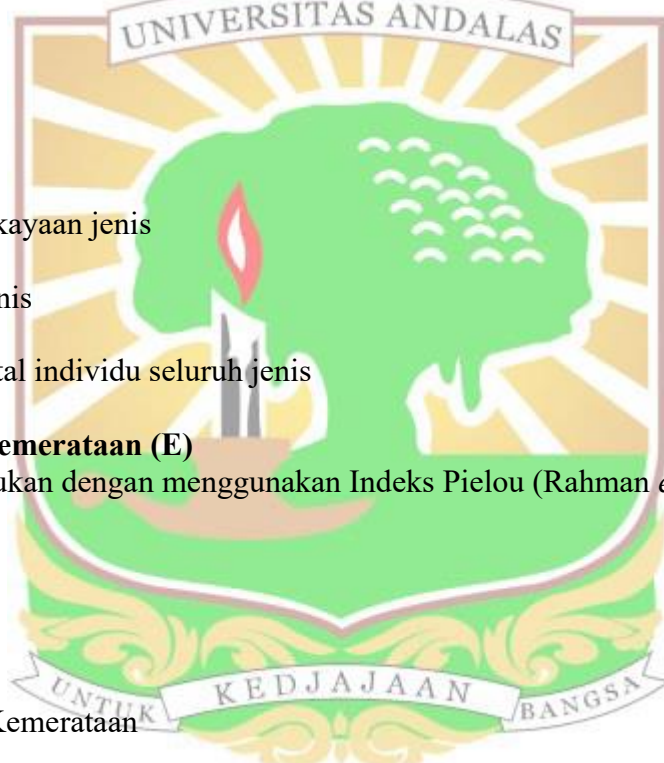 UNIVERSITAS ANDALAS
kayaan jenis
nis
tal individu seluruh jenis
emerataan (E)
ukan dengan menggunakan Indeks Pielou (Rahman e
UNTUK KEDJAJAAN BANGSA
Kemerataan